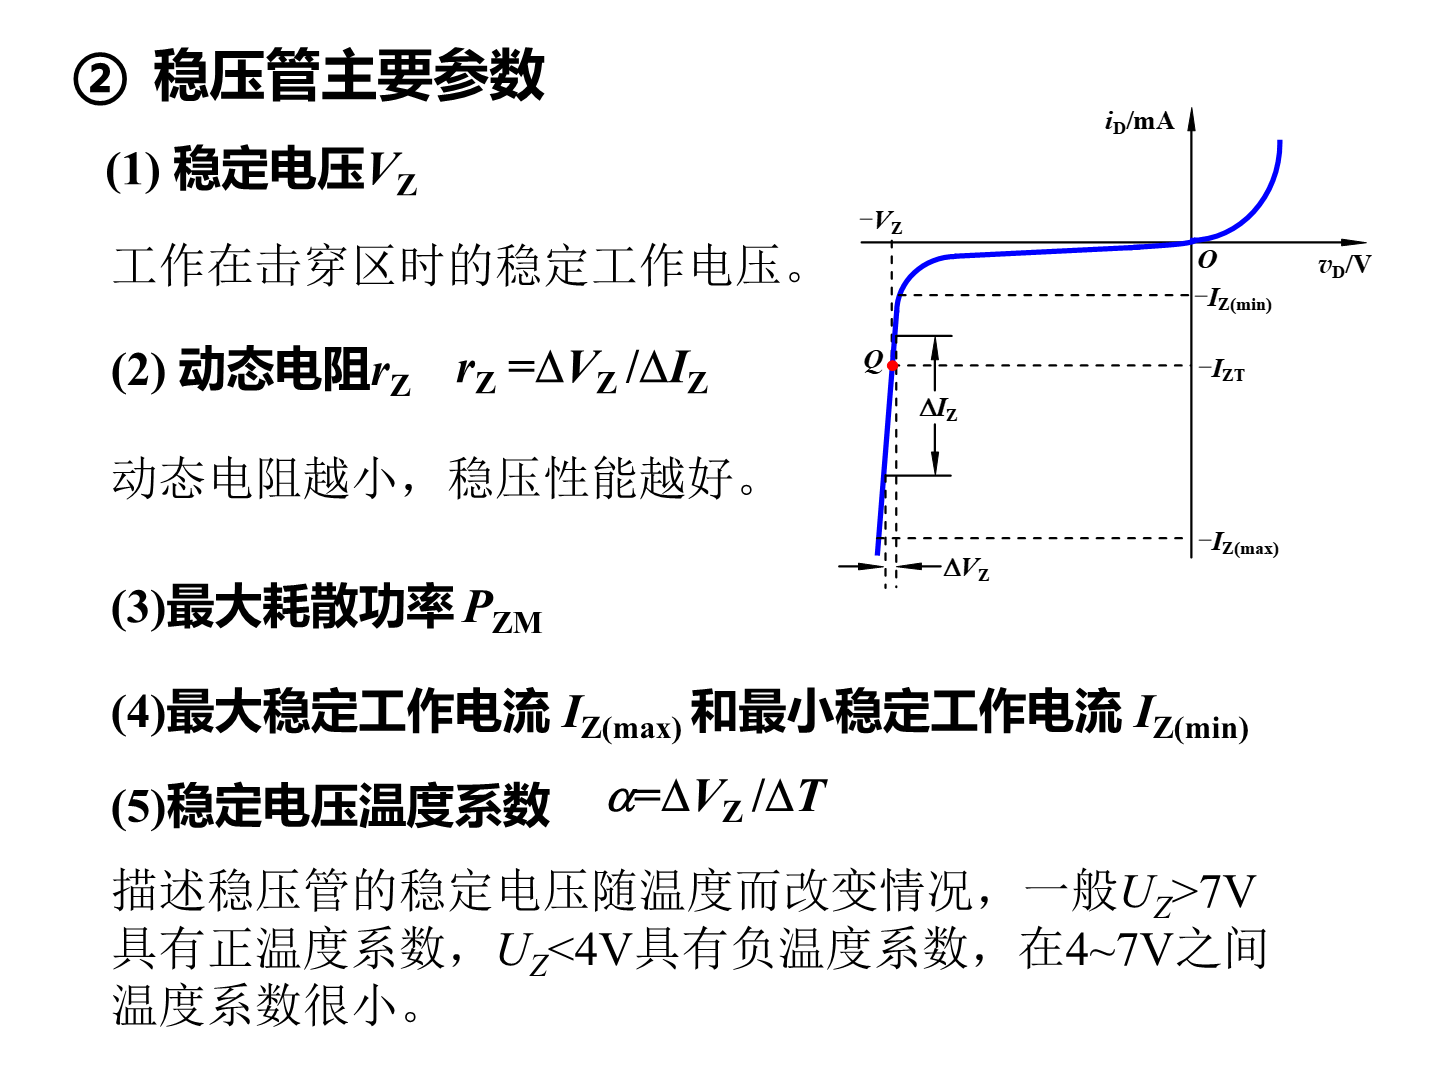 ② 稳压管主要参数
(1) 稳定电压VZ
工作在击穿区时的稳定工作电压。
(2) 动态电阻rZ rZ =ΔVZ /ΔIZ
动态电阻越小，稳压性能越好。
(3)最大耗散功率 PZM
(4)最大稳定工作电流 IZ(max) 和最小稳定工作电流 IZ(min)
(5)稳定电压温度系数 α=ΔVZ /ΔT
描述稳压管的稳定电压随温度而改变情况，一般UZ>7V
具有正温度系数，UZ<4V具有负温度系数，在4~7V之间
温度系数很小。
iD/mA
−VZ
O
vD/V
−IZ(min)
Q
−IZT
ΔIZ
−IZ(max)
ΔVZ